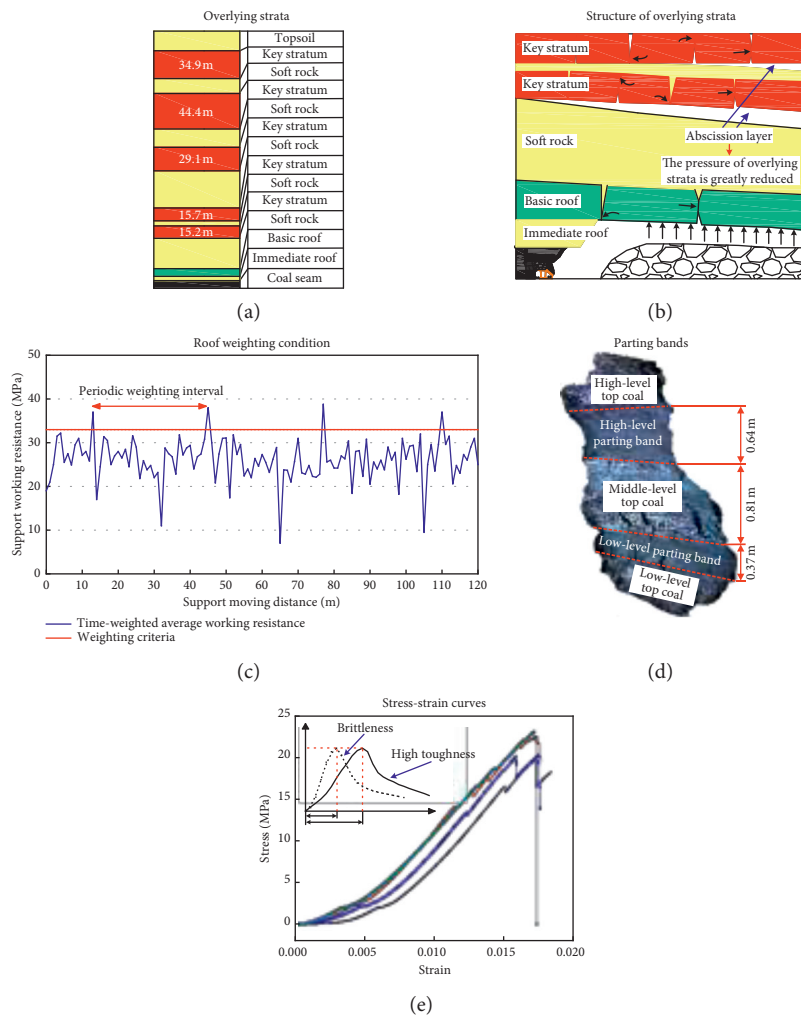 Overlying strata
Topsoil
Key stratum
34.9 m
Soft rock
Key stratum
44.4 m
Soft rock
Key stratum
Soft rock
29.1 m
Key stratum
Soft rock
Key stratum
15.7 m
Soft rock
15.2 m
Basic roof
Immediate roof
Coal seam
(a)
Structure of overlying strata
Key stratum
Key stratum
Abscission layer
Soft rock
The pressure of overlying
strata is greatly reduced
Basic roof
Immediate roof
(b)
Roof weighting condition
Support working resistance (MPa)
50
40
30
20
10
0
Periodic weighting interval
0 10 20 30 40 50 60 70 80 90 100 110 120
Support moving distance (m)
Time-weighted average working resistance
Weighting criteria
(c)
Parting bands
High-level
top coal
High-level
parting band
0.64 m
Middle-level
top coal
0.81 m
Low-level parting band
0.37 m
Low-level
top coal
(d)
Stress-strain curves
Stress (MPa)
25
20
15
10
5
0
Brittleness
High toughness
0.000 0.005 0.010 0.015 0.020
Strain
(e)